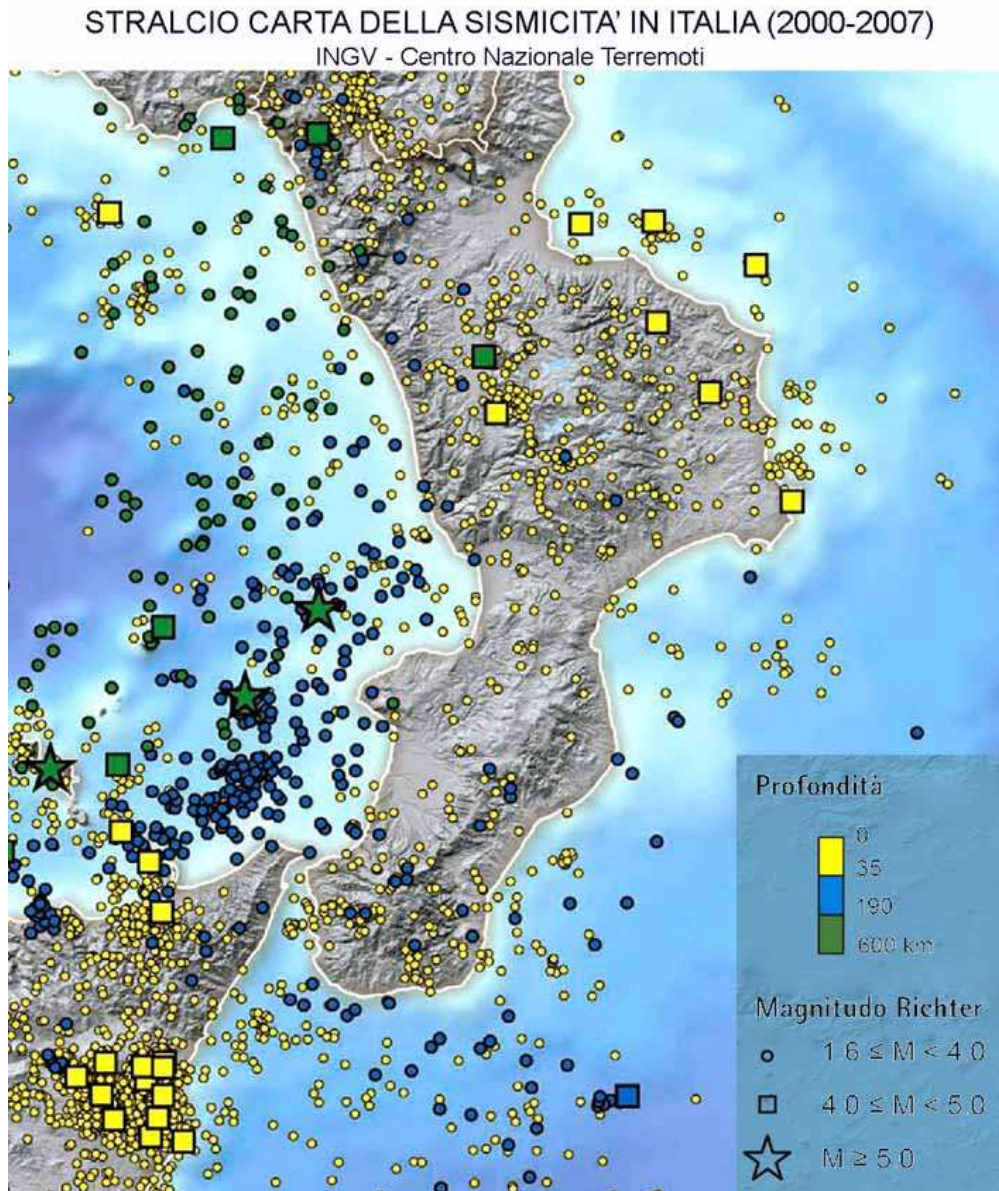 STRALCIO CARTA DELLA SISMICITA' IN ITALIA (2000-2007)
INGV - Centro Nazionale Terremoti
Profondità
0
35
190
600 km
Magnitudo Richter
1.6 ≤ M < 4.0
4.0 ≤ M < 5.0
M ≥ 5.0